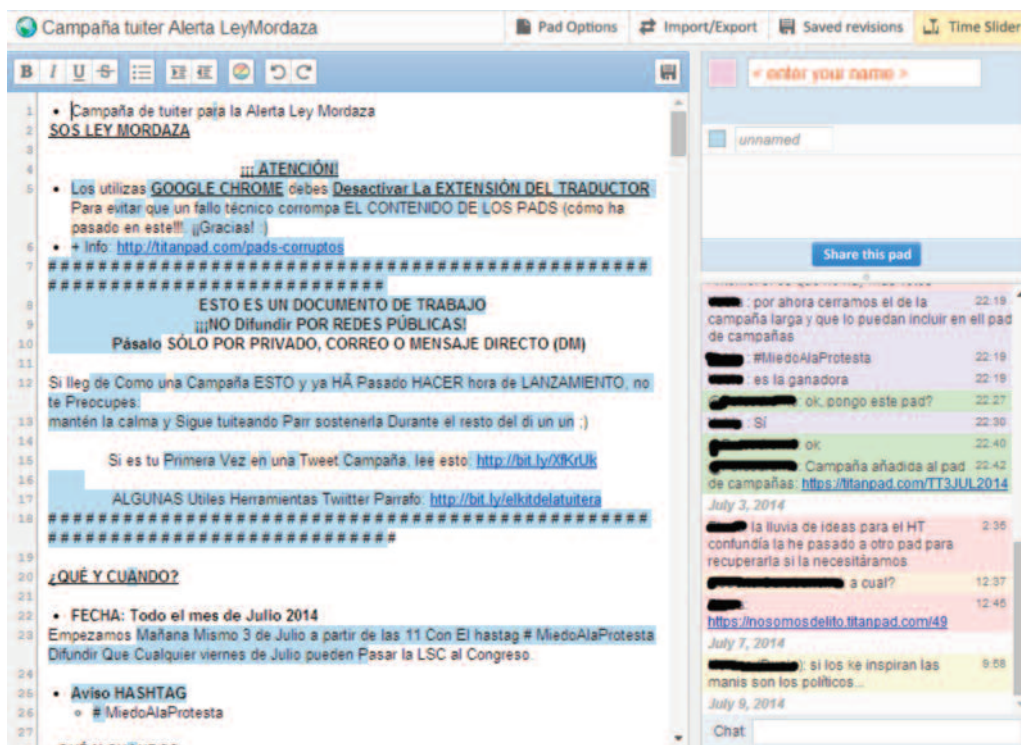 Campaña tuiter Alerta LeyMordaza
Pad Options
Import/Export
Saved revisions
Time Slider
B I U S
1 • Campaña de tuiter para la Alerta Ley Mordaza
2 SOS LEY MORDAZA
3
4 ¡¡¡ ATENCIÓN!
5 • Los utilizas GOOGLE CHROME debes Desactivar La EXTENSIÓN DEL TRADUCTOR
Para evitar que un fallo técnico corrompa EL CONTENIDO DE LOS PADS (cómo ha
pasado en este!!!. ¡¡Gracias! :)
6 • + Info: http://titanpad.com/pads-corruptos
7 # # # # # # # # # # # # # # # # # # # # # # # # # # # # # # # # # # # # # # # # # # # # # # # #
# # # # # # # # # # # # # # # # # # # # # # # # # # #
8 ESTO ES UN DOCUMENTO DE TRABAJO
9 ¡¡¡NO Difundir POR REDES PÚBLICAS!
10 Pásalo SÓLO POR PRIVADO, CORREO O MENSAJE DIRECTO (DM)
11
12 Si lleg de Como una Campaña ESTO y ya HÃ Pasado HACER hora de LANZAMIENTO, no
te Preocupes:
13 mantén la calma y Sigue tuiteando Parr sostenerla Durante el resto del di un un ;)
14
15 Si es tu Primera Vez en una Tweet Campaña, lee esto: http://bit.ly/XfKrUk
16
17 ALGUNAS Utiles Herramientas Twiitter Parrafo: http://bit.ly/elkitdelatuitera
18 # # # # # # # # # # # # # # # # # # # # # # # # # # # # # # # # # # # # # # # # # # # # # # # #
# # # # # # # # # # # # # # # # # # # # # # # # # # # #
19
20 ¿QUÉ Y CUANDO?
21
22 • FECHA: Todo el mes de Julio 2014
23 Empezamos Mañana Mismo 3 de Julio a partir de las 11 Con El hastag # MiedoAlaProtesta
Difundir Que Cualquier viernes de Julio pueden Pasar la LSC al Congreso.
24
25 • Aviso HASHTAG
26 ◦ # MiedoAlaProtesta
27
< enter your name >
unnamed
Share this pad
: por ahora cerramos el de la 22:19
campaña larga y que lo puedan incluir en ell pad
de campañas
: #MiedoAlaProtesta 22:19
: es la ganadora 22:19
: ok, pongo este pad? 22:27
: Sí 22:30
ok 22:40
: Campaña añadida al pad 22:42
de campañas: https://titanpad.com/TT3JUL2014
July 3, 2014
la lluvia de ideas para el HT 2:36
confundía la he pasado a otro pad para
recuperarla si la necesitáramos
a cual? 12:37
: 12:46
https://nosomosdelito.titanpad.com/49
July 7, 2014
): si los ke inspiran las 9:58
manis son los políticos...
July 9, 2014
Chat